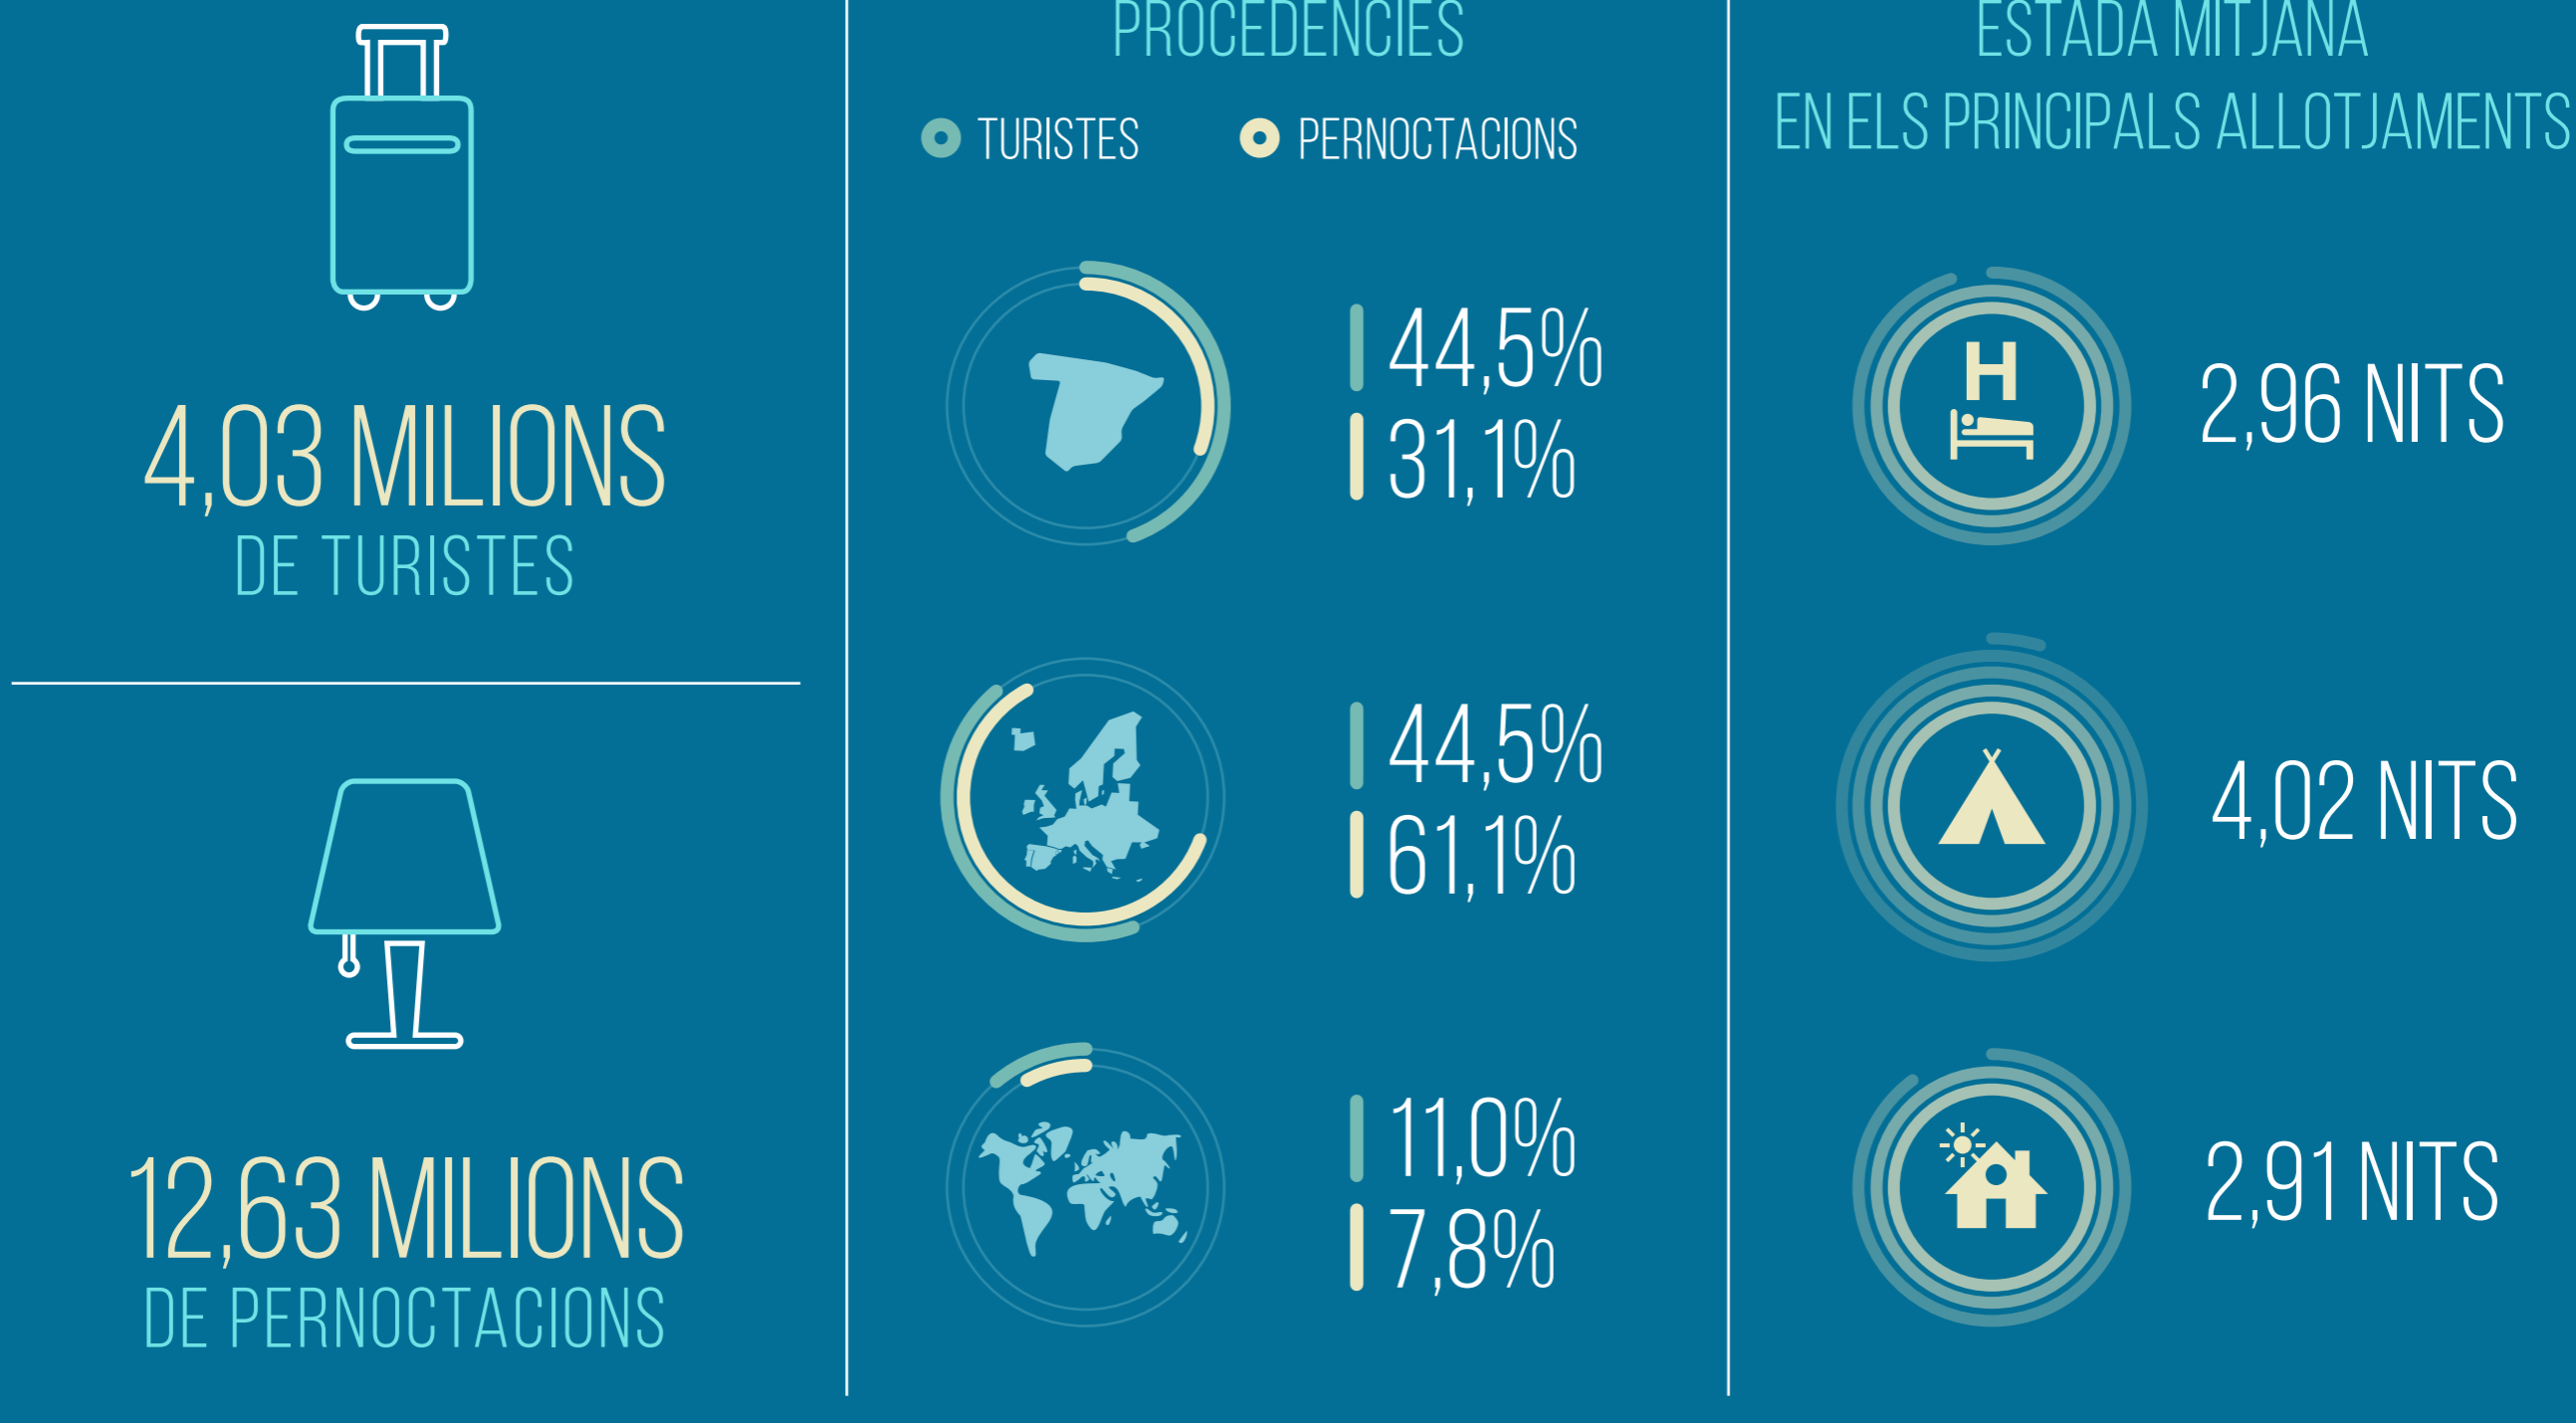 4,03 MILIONS
DE TURISTES
12,63 MILIONS
DE PERNOCTACIONS
PROCEDÈNCIES
TURISTES
PERNOCTACIONS
44,5%
31,1%
44,5%
61,1%
11,0%
7,8%
ESTADA MITJANA
EN ELS PRINCIPALS ALLOTJAMENTS
H
2,96 NITS
4,02 NITS
2,91 NITS